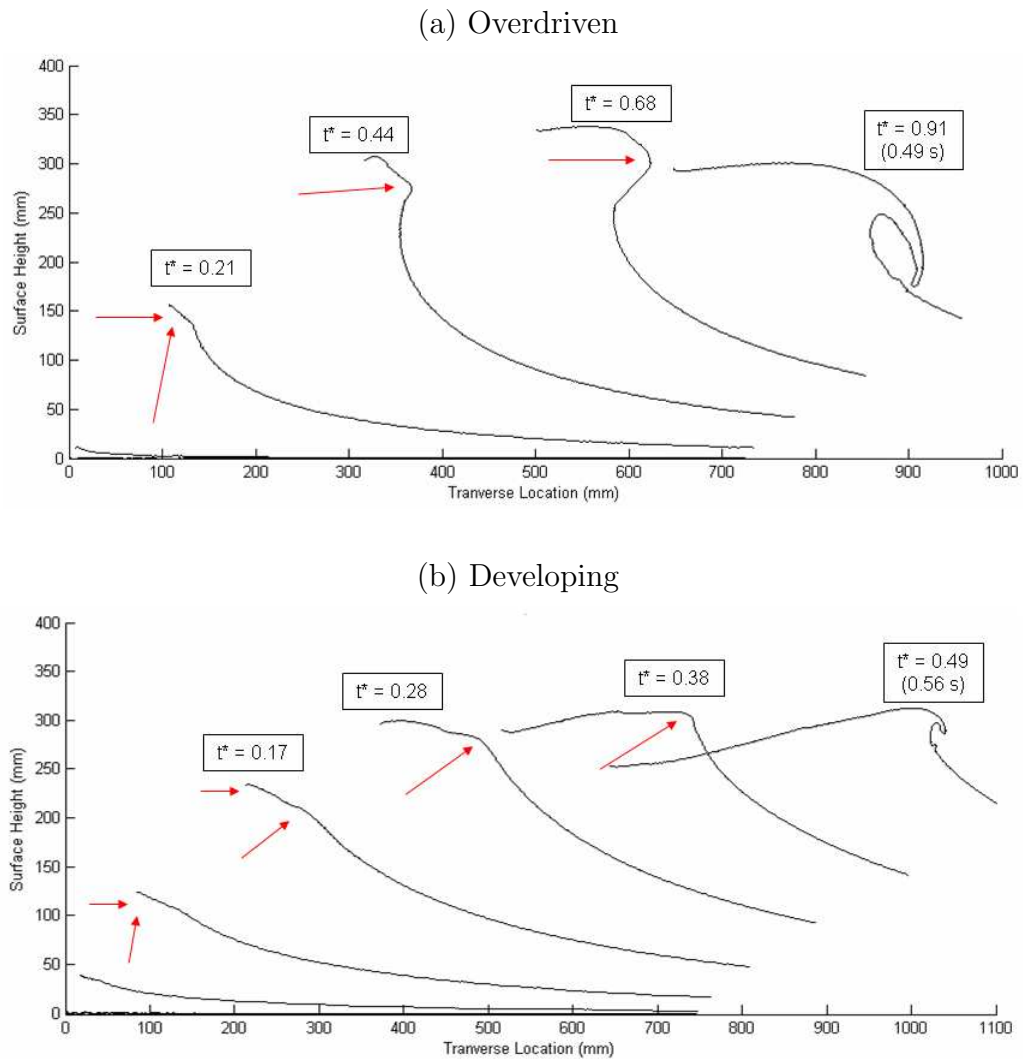 (a) Overdriven
400
350
300
250
200
150
100
50
0
Surface Height (mm)
t* = 0.21
t* = 0.44
t* = 0.68
t* = 0.91
(0.49 s)
0 100 200 300 400 500 600 700 800 900 1000
Tranverse Location (mm)
(b) Developing
400
350
300
250
200
150
100
50
0
Surface Height (mm)
t* = 0.17
t* = 0.28
t* = 0.38
t* = 0.49
(0.56 s)
0 100 200 300 400 500 600 700 800 900 1000 1100
Tranverse Location (mm)